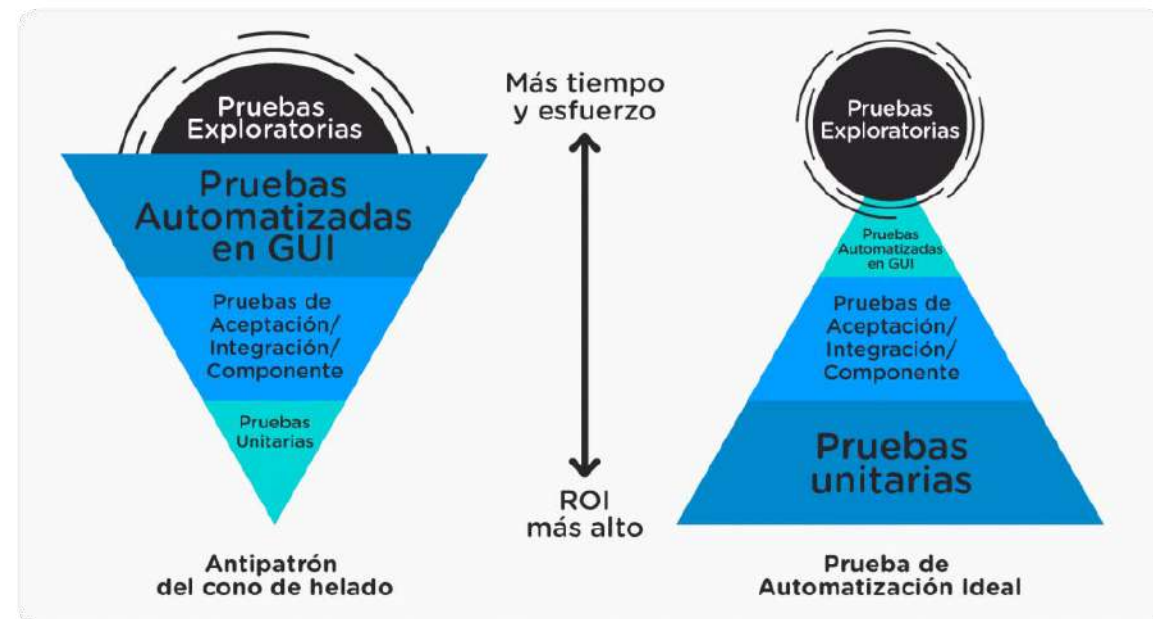 Pruebas
Exploratorias
Pruebas
Automatizadas
en GUI
Pruebas de
Aceptación/
Integración/
Componente
Pruebas
Unitarias
Antipatrón
del cono de helado
Más tiempo
y esfuerzo
ROI
más alto
Pruebas
Exploratorias
Pruebas
Automatizadas
en GUI
Pruebas de
Aceptación/
Integración/
Componente
Pruebas
unitarias
Prueba de
Automatización Ideal